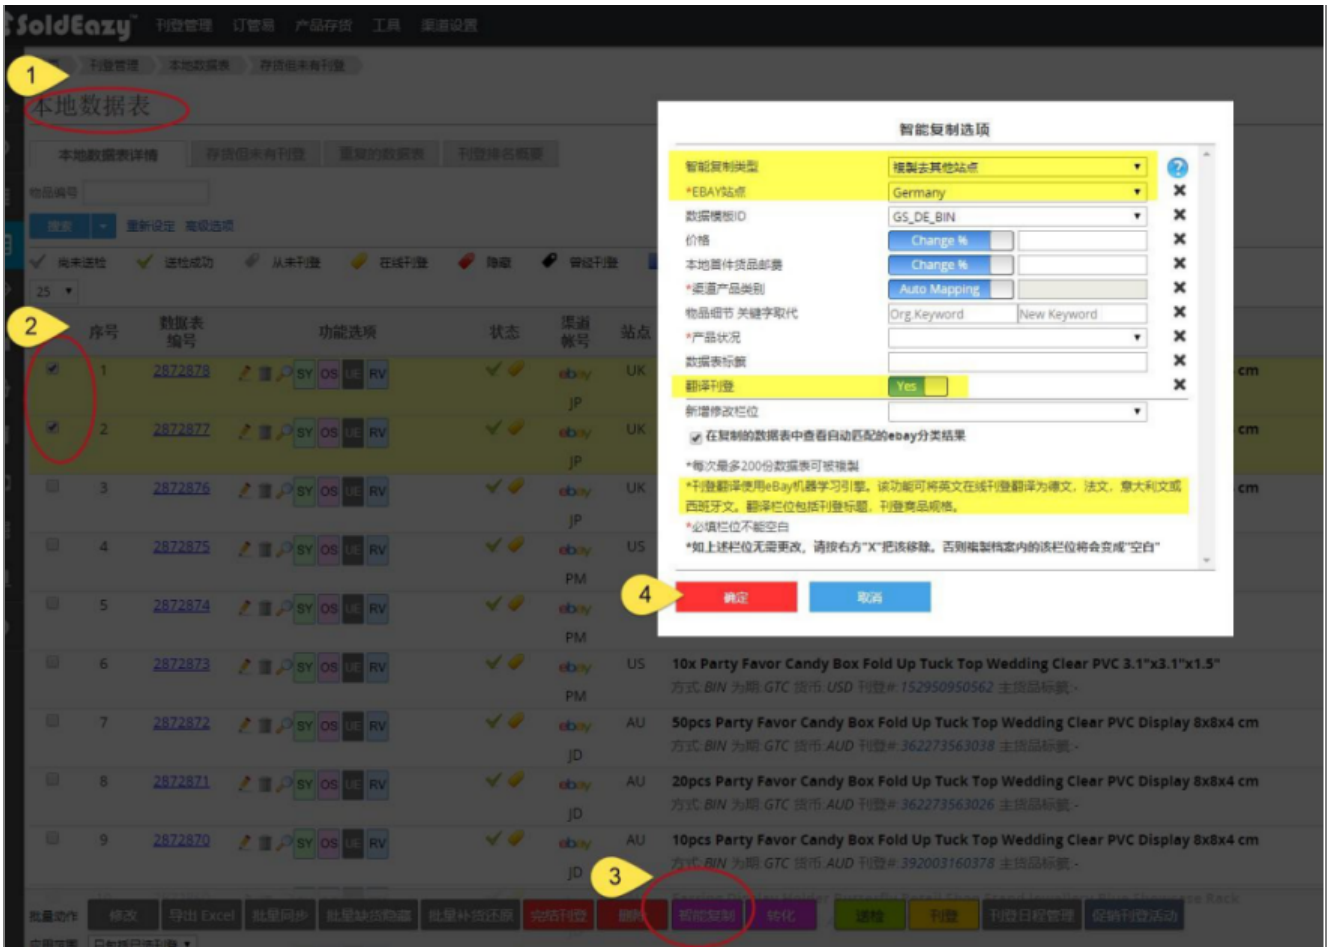 SoldEazy 刊登管理 订管易 产品存货 工具 渠道设置
刊登管理 本地数据表 存货但未有刊登
1
本地数据表
本地数据表详情 存货但未有刊登 重复的数据表 刊登排名概要
物品编号
搜索 重新设定 高级选项
尚未送检 送检成功 从未刊登 在线刊登 隐藏 曾经刊登
25
2
序号 数据表编号 功能选项 状态 渠道帐号 站点
1 2872878 SY OS UE RV ebay UK cm
JP
2 2872877 SY OS UE RV ebay UK cm
JP
3 2872876 SY OS UE RV ebay UK cm
JP
4 2872875 SY OS UE RV ebay US
PM
5 2872874 SY OS UE RV ebay
PM
6 2872873 SY OS UE RV ebay US 10x Party Favor Candy Box Fold Up Tuck Top Wedding Clear PVC 3.1"x3.1"x1.5"
PM 方式:BIN 为期:GTC 货币:USD 刊登#:152950950562 主货品标籤:-
7 2872872 SY OS UE RV ebay AU 50pcs Party Favor Candy Box Fold Up Tuck Top Wedding Clear PVC Display 8x8x4 cm
JD 方式:BIN 为期:GTC 货币:AUD 刊登#:362273563038 主货品标籤:-
8 2872871 SY OS UE RV ebay AU 20pcs Party Favor Candy Box Fold Up Tuck Top Wedding Clear PVC Display 8x8x4 cm
JD 方式:BIN 为期:GTC 货币:AUD 刊登#:362273563026 主货品标籤:-
9 2872870 SY OS UE RV ebay AU 10pcs Party Favor Candy Box Fold Up Tuck Top Wedding Clear PVC Display 8x8x4 cm
JD 方式:BIN 为期:GTC 货币:AUD 刊登#:392003160378 主货品标籤:-
3
批量动作 修改 导出 Excel 批量同步 批量缺货隐藏 批量补货还原 完结刊登 删除 智能复制 转化 送检 刊登 刊登日程管理 促销刊登活动
智能复制选项
智能复制类型 複製去其他站点
*EBAY站点 Germany
数据模板ID GS_DE_BIN
价格 Change %
本地首件货品邮费 Change %
*渠道产品类别 Auto Mapping
物品细节 关键字取代 Org.Keyword New Keyword
*产品状况
数据表标籤
翻译刊登 Yes
新增修改栏位
在复制的数据表中查看自动匹配的ebay分类结果
*每次最多200份数据表可被複製
*刊登翻译使用eBay机器学习引擎。该功能可将英文在线刊登翻译为德文，法文，意大利文或
西班牙文。翻译栏位包括刊登标题，刊登商品规格。
*必填栏位不能空白
*如上述栏位无需更改，请按右方"X"把该移除。否则複製档案内的该栏位将会变成"空白"
4
确定 取消